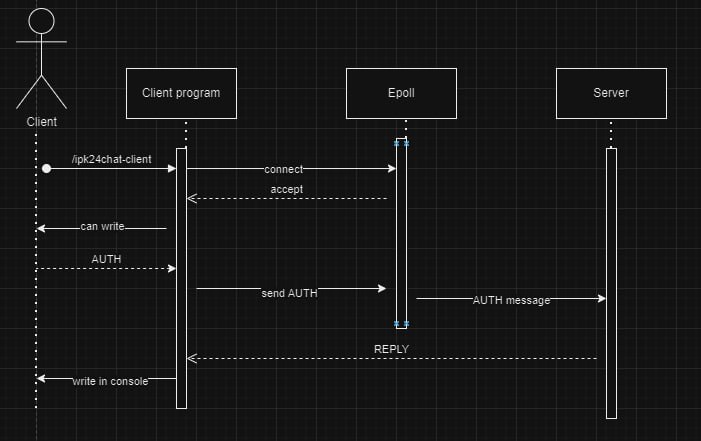 Client
Client program
Epoll
Server
/ipk24chat-client
connect
accept
can write
AUTH
send AUTH
AUTH message
REPLY
write in console